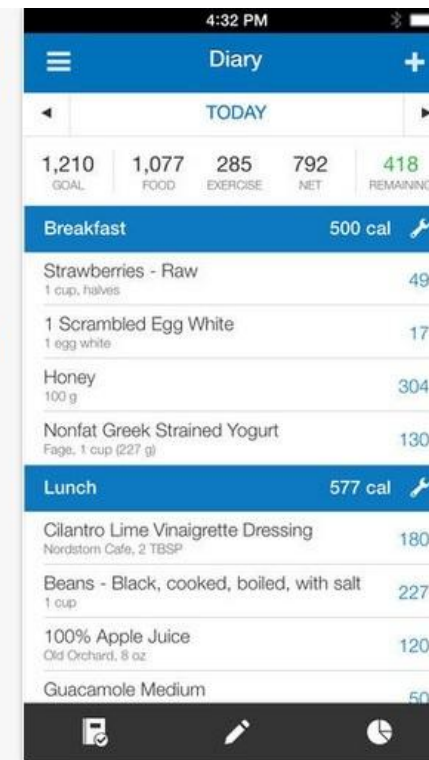 4:32 PM
Diary
TODAY
1,210 1,077 285 792 418
GOAL FOOD EXERCISE NET REMAINING
Breakfast 500 cal
Strawberries - Raw 49
1 cup, halves
1 Scrambled Egg White 17
1 egg white
Honey 304
100 g
Nonfat Greek Strained Yogurt 130
Fage, 1 cup (227 g)
Lunch 577 cal
Cilantro Lime Vinaigrette Dressing 180
Nordstom Cafe, 2 TBSP
Beans - Black, cooked, boiled, with salt 227
1 cup
100% Apple Juice 120
Old Orchard, 8 oz
Guacamole Medium 50